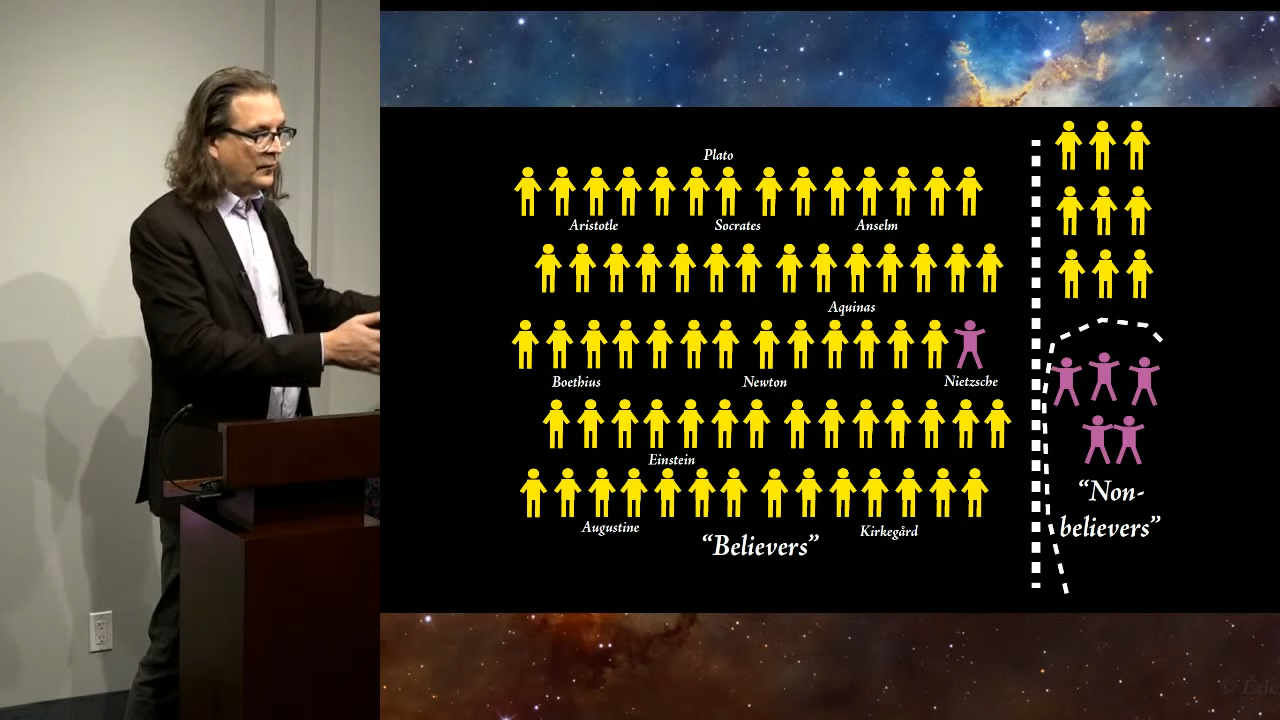 Plato
Aristotle Socrates Anselm
Aquinas
Boethius Newton Nietzsche
Einstein
Augustine Kirkegård
“Believers”
“Non-
believers”